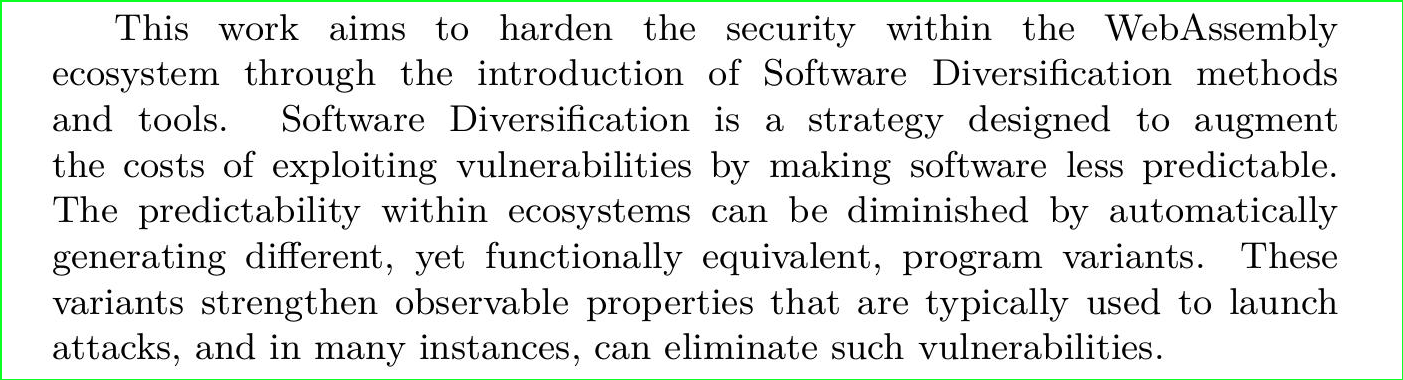 This work aims to harden the security within the WebAssembly
ecosystem through the introduction of Software Diversification methods
and tools. Software Diversification is a strategy designed to augment
the costs of exploiting vulnerabilities by making software less predictable.
The predictability within ecosystems can be diminished by automatically
generating different, yet functionally equivalent, program variants. These
variants strengthen observable properties that are typically used to launch
attacks, and in many instances, can eliminate such vulnerabilities.